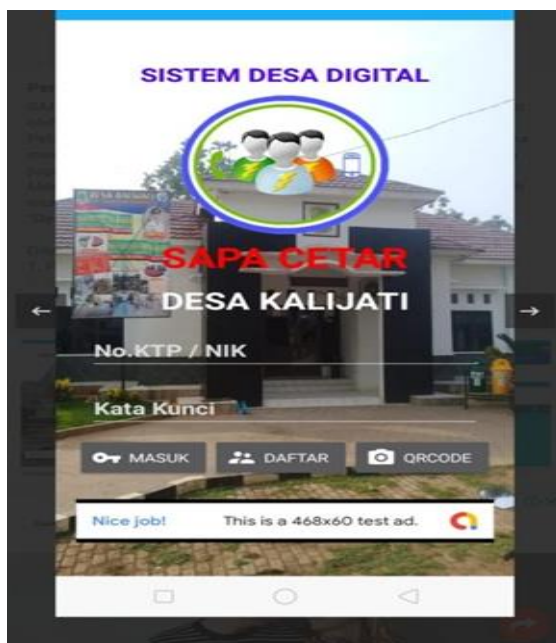 SISTEM DESA DIGITAL
SAPA CETAR
DESA KALIJATI
No.KTP / NIK
Kata Kunci
MASUK DAFTAR QRCODE
Nice job! This is a 468x60 test ad.